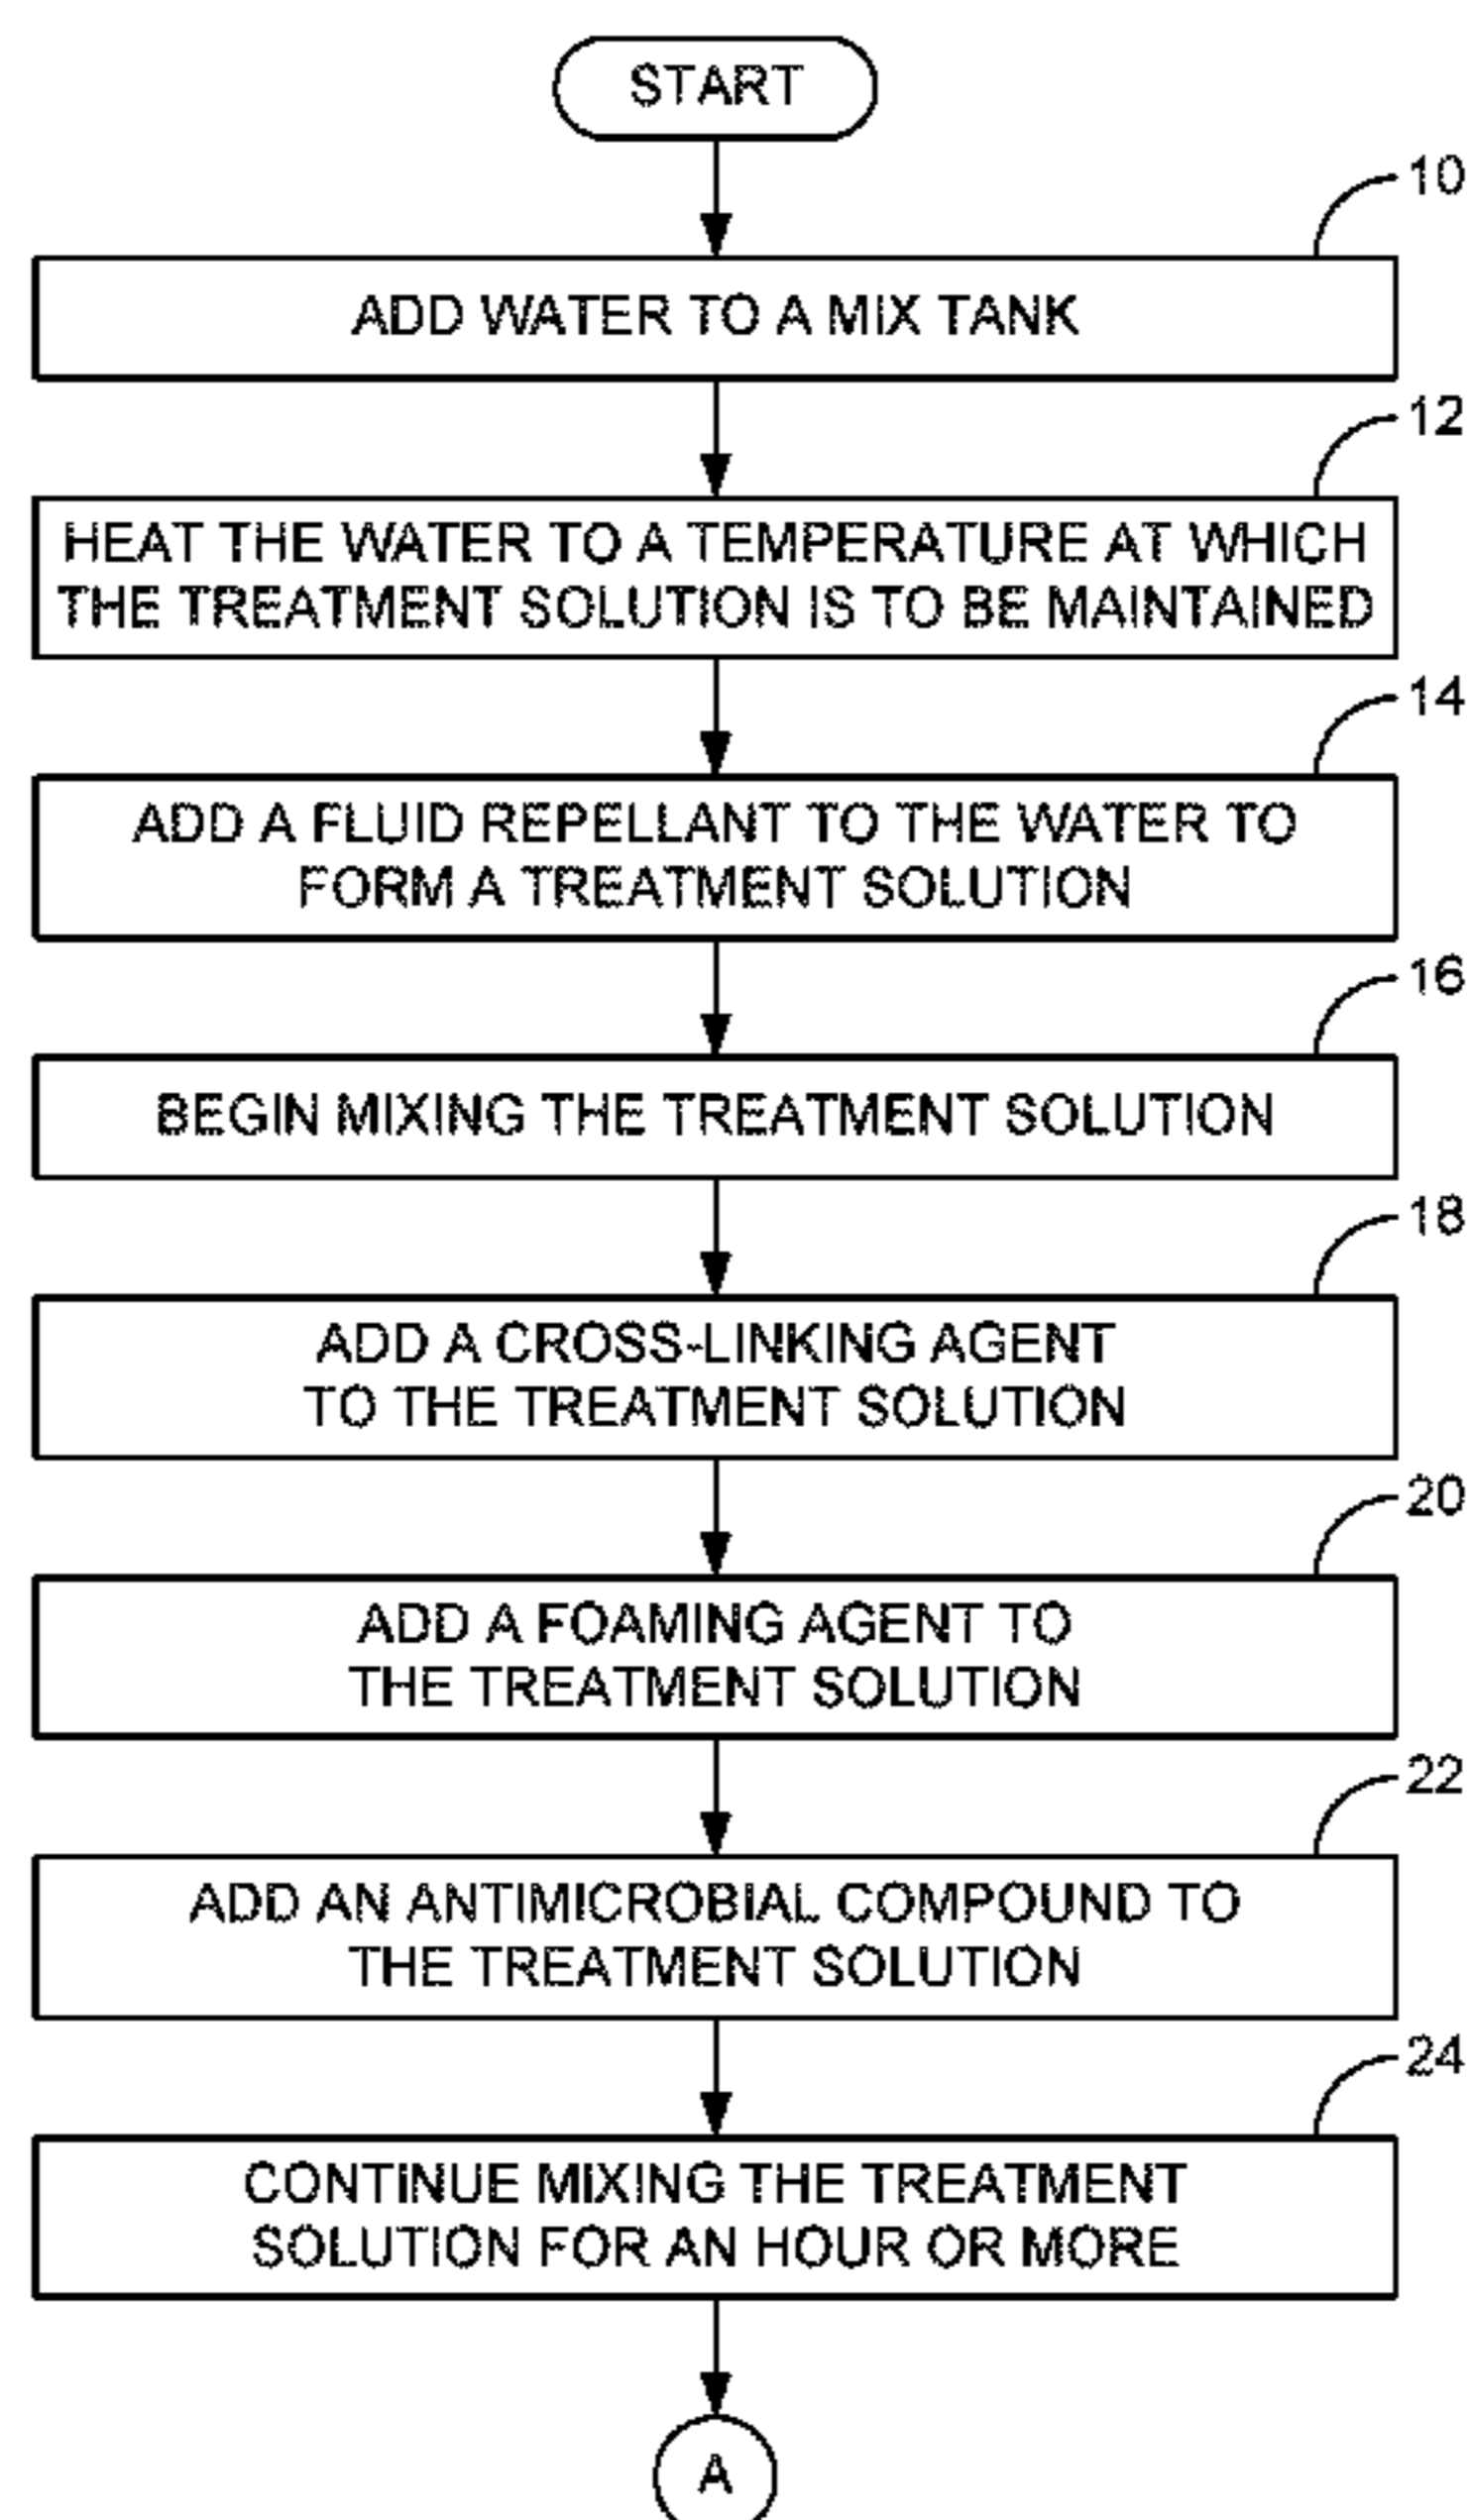 START
10
ADD WATER TO A MIX TANK
12
HEAT THE WATER TO A TEMPERATURE AT WHICH
THE TREATMENT SOLUTION IS TO BE MAINTAINED
14
ADD A FLUID REPELLANT TO THE WATER TO
FORM A TREATMENT SOLUTION
16
BEGIN MIXING THE TREATMENT SOLUTION
18
ADD A CROSS-LINKING AGENT
TO THE TREATMENT SOLUTION
20
ADD A FOAMING AGENT TO
THE TREATMENT SOLUTION
22
ADD AN ANTIMICROBIAL COMPOUND TO
THE TREATMENT SOLUTION
24
CONTINUE MIXING THE TREATMENT
SOLUTION FOR AN HOUR OR MORE
A